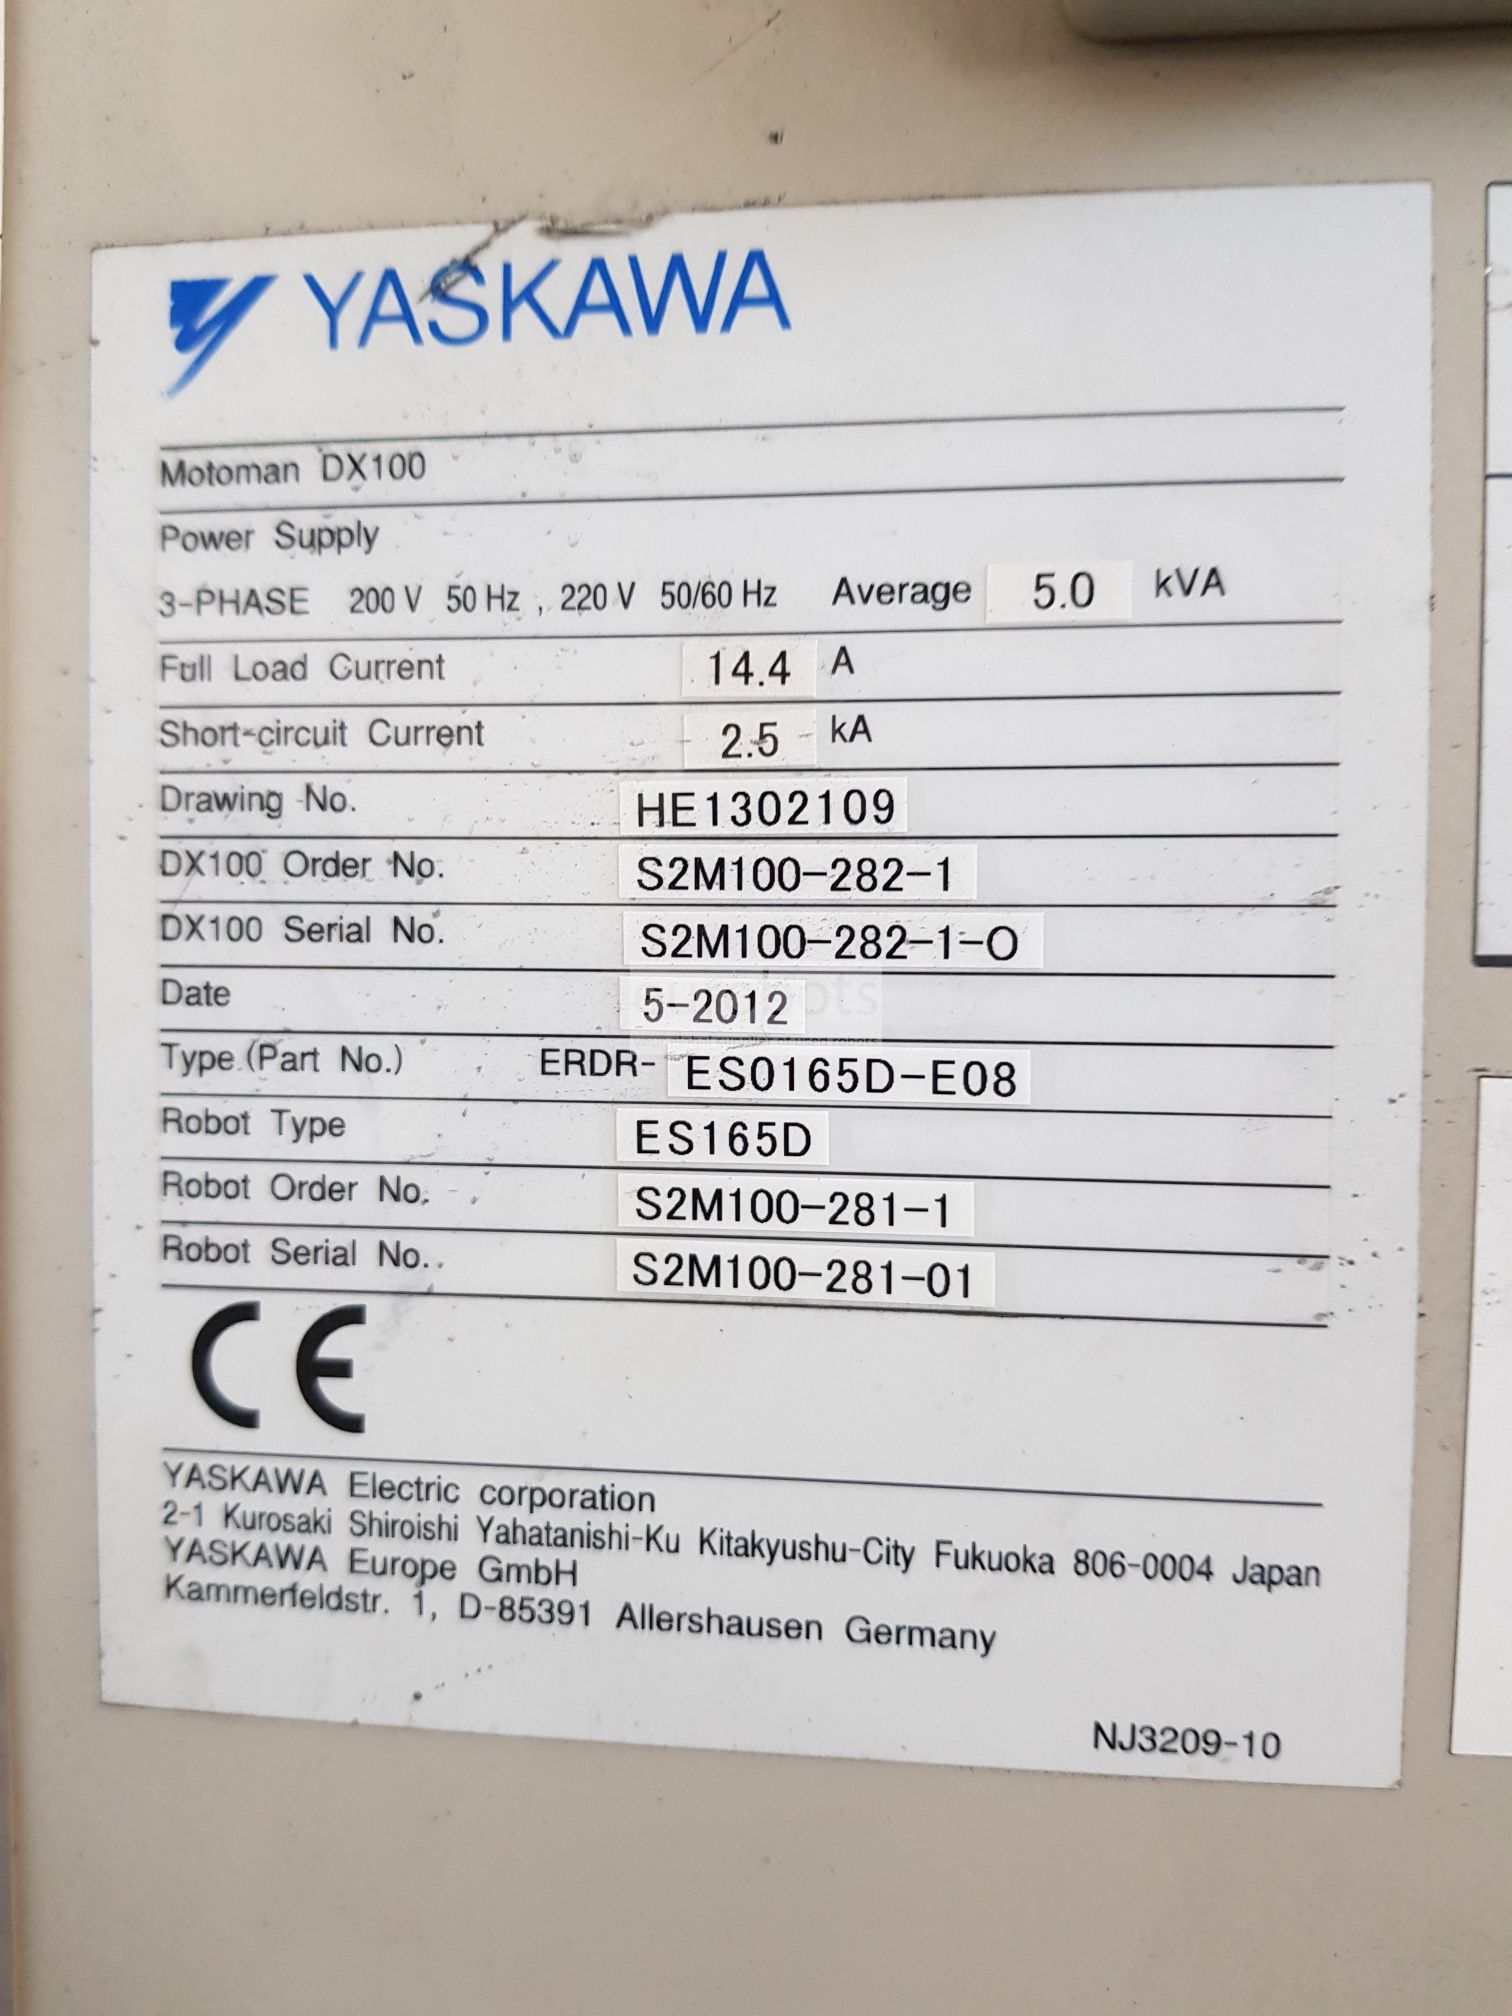 YASKAWA
Motoman DX100
Power Supply
3-PHASE 200 V 50 Hz , 220 V 50/60 Hz Average 5.0 kVA
Full Load Current 14.4 A
Short-circuit Current 2.5 kA
Drawing No. HE1302109
DX100 Order No. S2M100-282-1
DX100 Serial No. S2M100-282-1-O
Date 5-2012
Type (Part No.) ERDR- ES0165D-E08
Robot Type ES165D
Robot Order No. S2M100-281-1
Robot Serial No. S2M100-281-01
CE
YASKAWA Electric corporation
2-1 Kurosaki Shiroishi Yahatanishi-Ku Kitakyushu-City Fukuoka 806-0004 Japan
YASKAWA Europe GmbH
Kammerfeldstr. 1, D-85391 Allershausen Germany
NJ3209-10